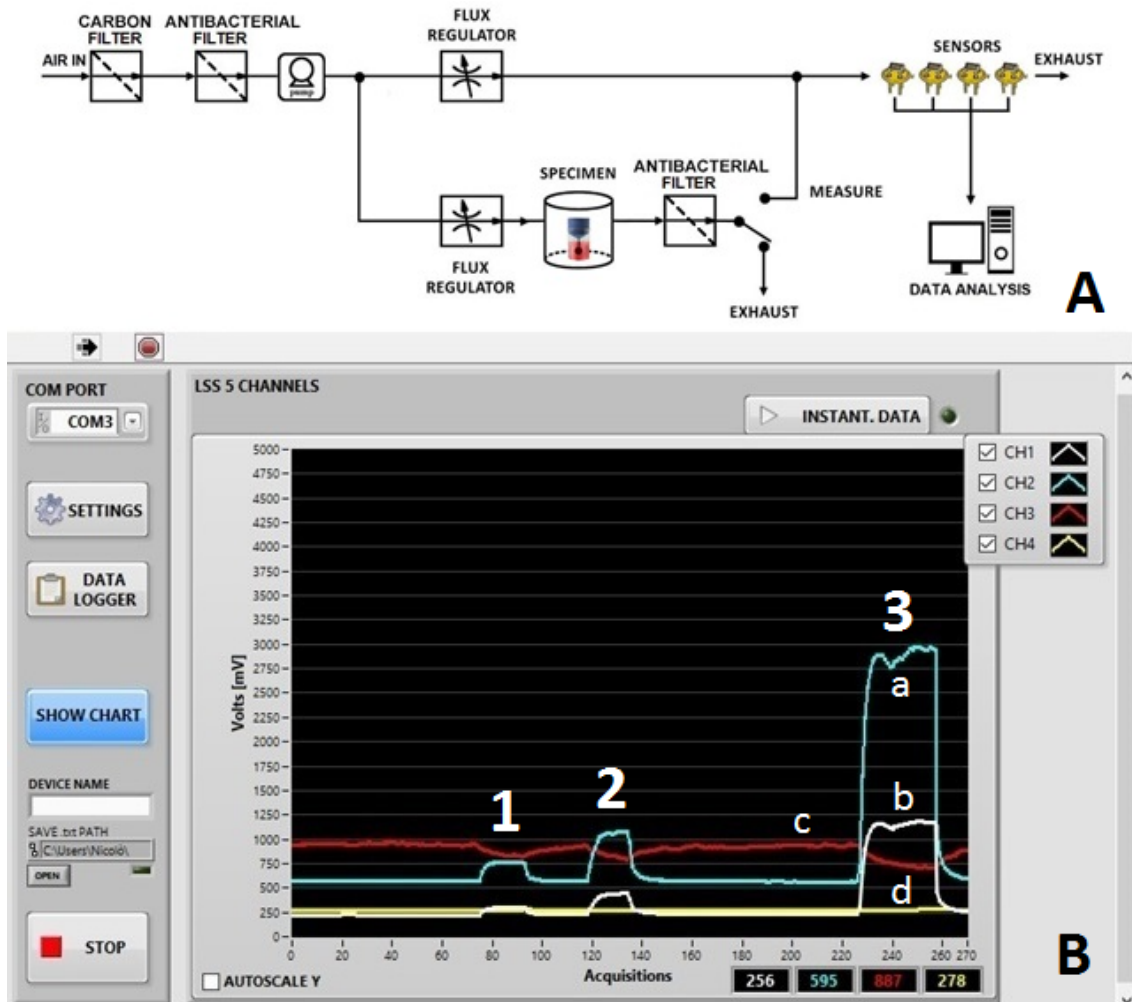 CARBON
FILTER
ANTIBACTERIAL
FILTER
FLUX
REGULATOR
SENSORS
AIR IN
pump
EXHAUST
SPECIMEN
ANTIBACTERIAL
FILTER
MEASURE
FLUX
REGULATOR
EXHAUST
DATA ANALYSIS
A
COM PORT
COM3
SETTINGS
DATA
LOGGER
SHOW CHART
DEVICE NAME
SAVE .txt PATH
C:\Users\Nicolò\
OPEN
STOP
LSS 5 CHANNELS
INSTANT. DATA
CH1
CH2
CH3
CH4
Volts [mV]
5000
4750
4500
4250
4000
3750
3500
3250
3000
2750
2500
2250
2000
1750
1500
1250
1000
750
500
250
0
1
2
3
a
b
c
d
0 20 40 60 80 100 120 140 160 180 200 220 240 260 270
Acquisitions
AUTOSCALE Y
256 595 887 278
B